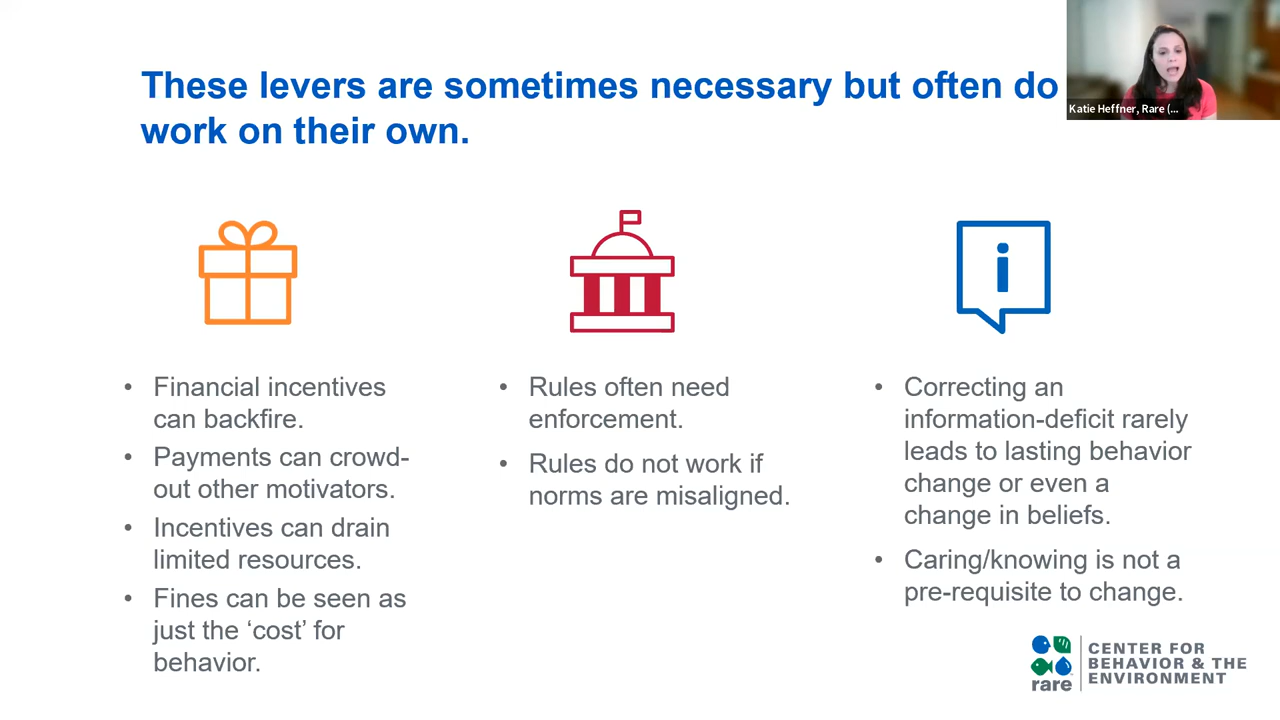 These levers are sometimes necessary but often do
work on their own.
Katie Heffner, Rare (...
i
• Financial incentives
can backfire.
• Payments can crowd-
out other motivators.
• Incentives can drain
limited resources.
• Fines can be seen as
just the ‘cost’ for
behavior.
• Rules often need
enforcement.
• Rules do not work if
norms are misaligned.
• Correcting an
information-deficit rarely
leads to lasting behavior
change or even a
change in beliefs.
• Caring/knowing is not a
pre-requisite to change.
rare
CENTER FOR
BEHAVIOR & THE
ENVIRONMENT